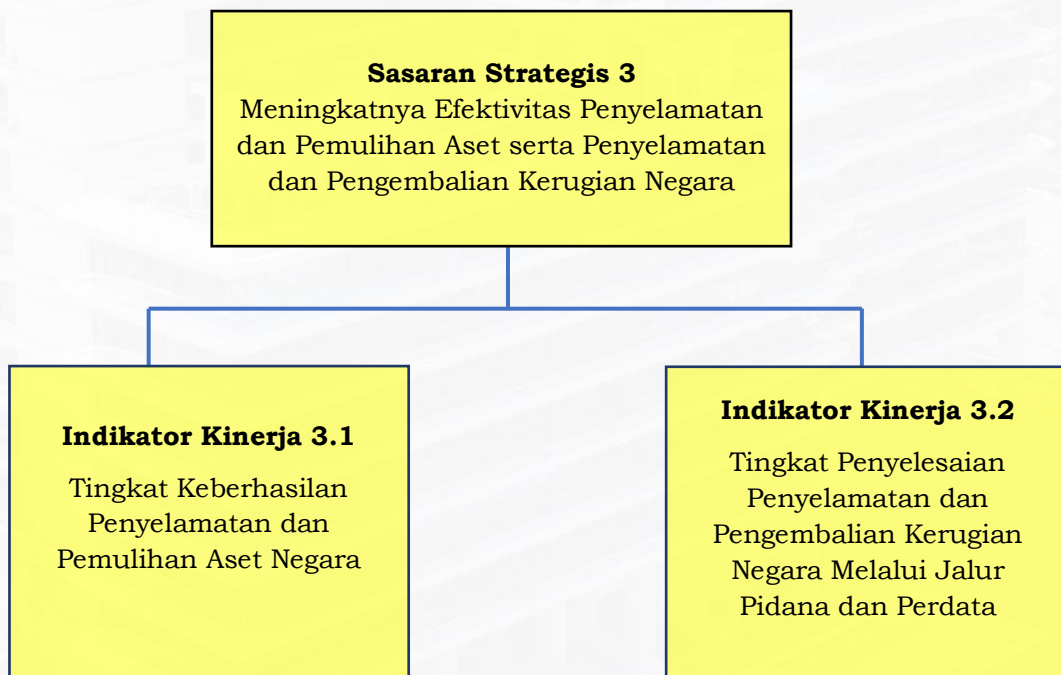 Sasaran Strategis 3
Meningkatnya Efektivitas Penyelamatan
dan Pemulihan Aset serta Penyelamatan
dan Pengembalian Kerugian Negara
Indikator Kinerja 3.1
Tingkat Keberhasilan
Penyelamatan dan
Pemulihan Aset Negara
Indikator Kinerja 3.2
Tingkat Penyelesaian
Penyelamatan dan
Pengembalian Kerugian
Negara Melalui Jalur
Pidana dan Perdata